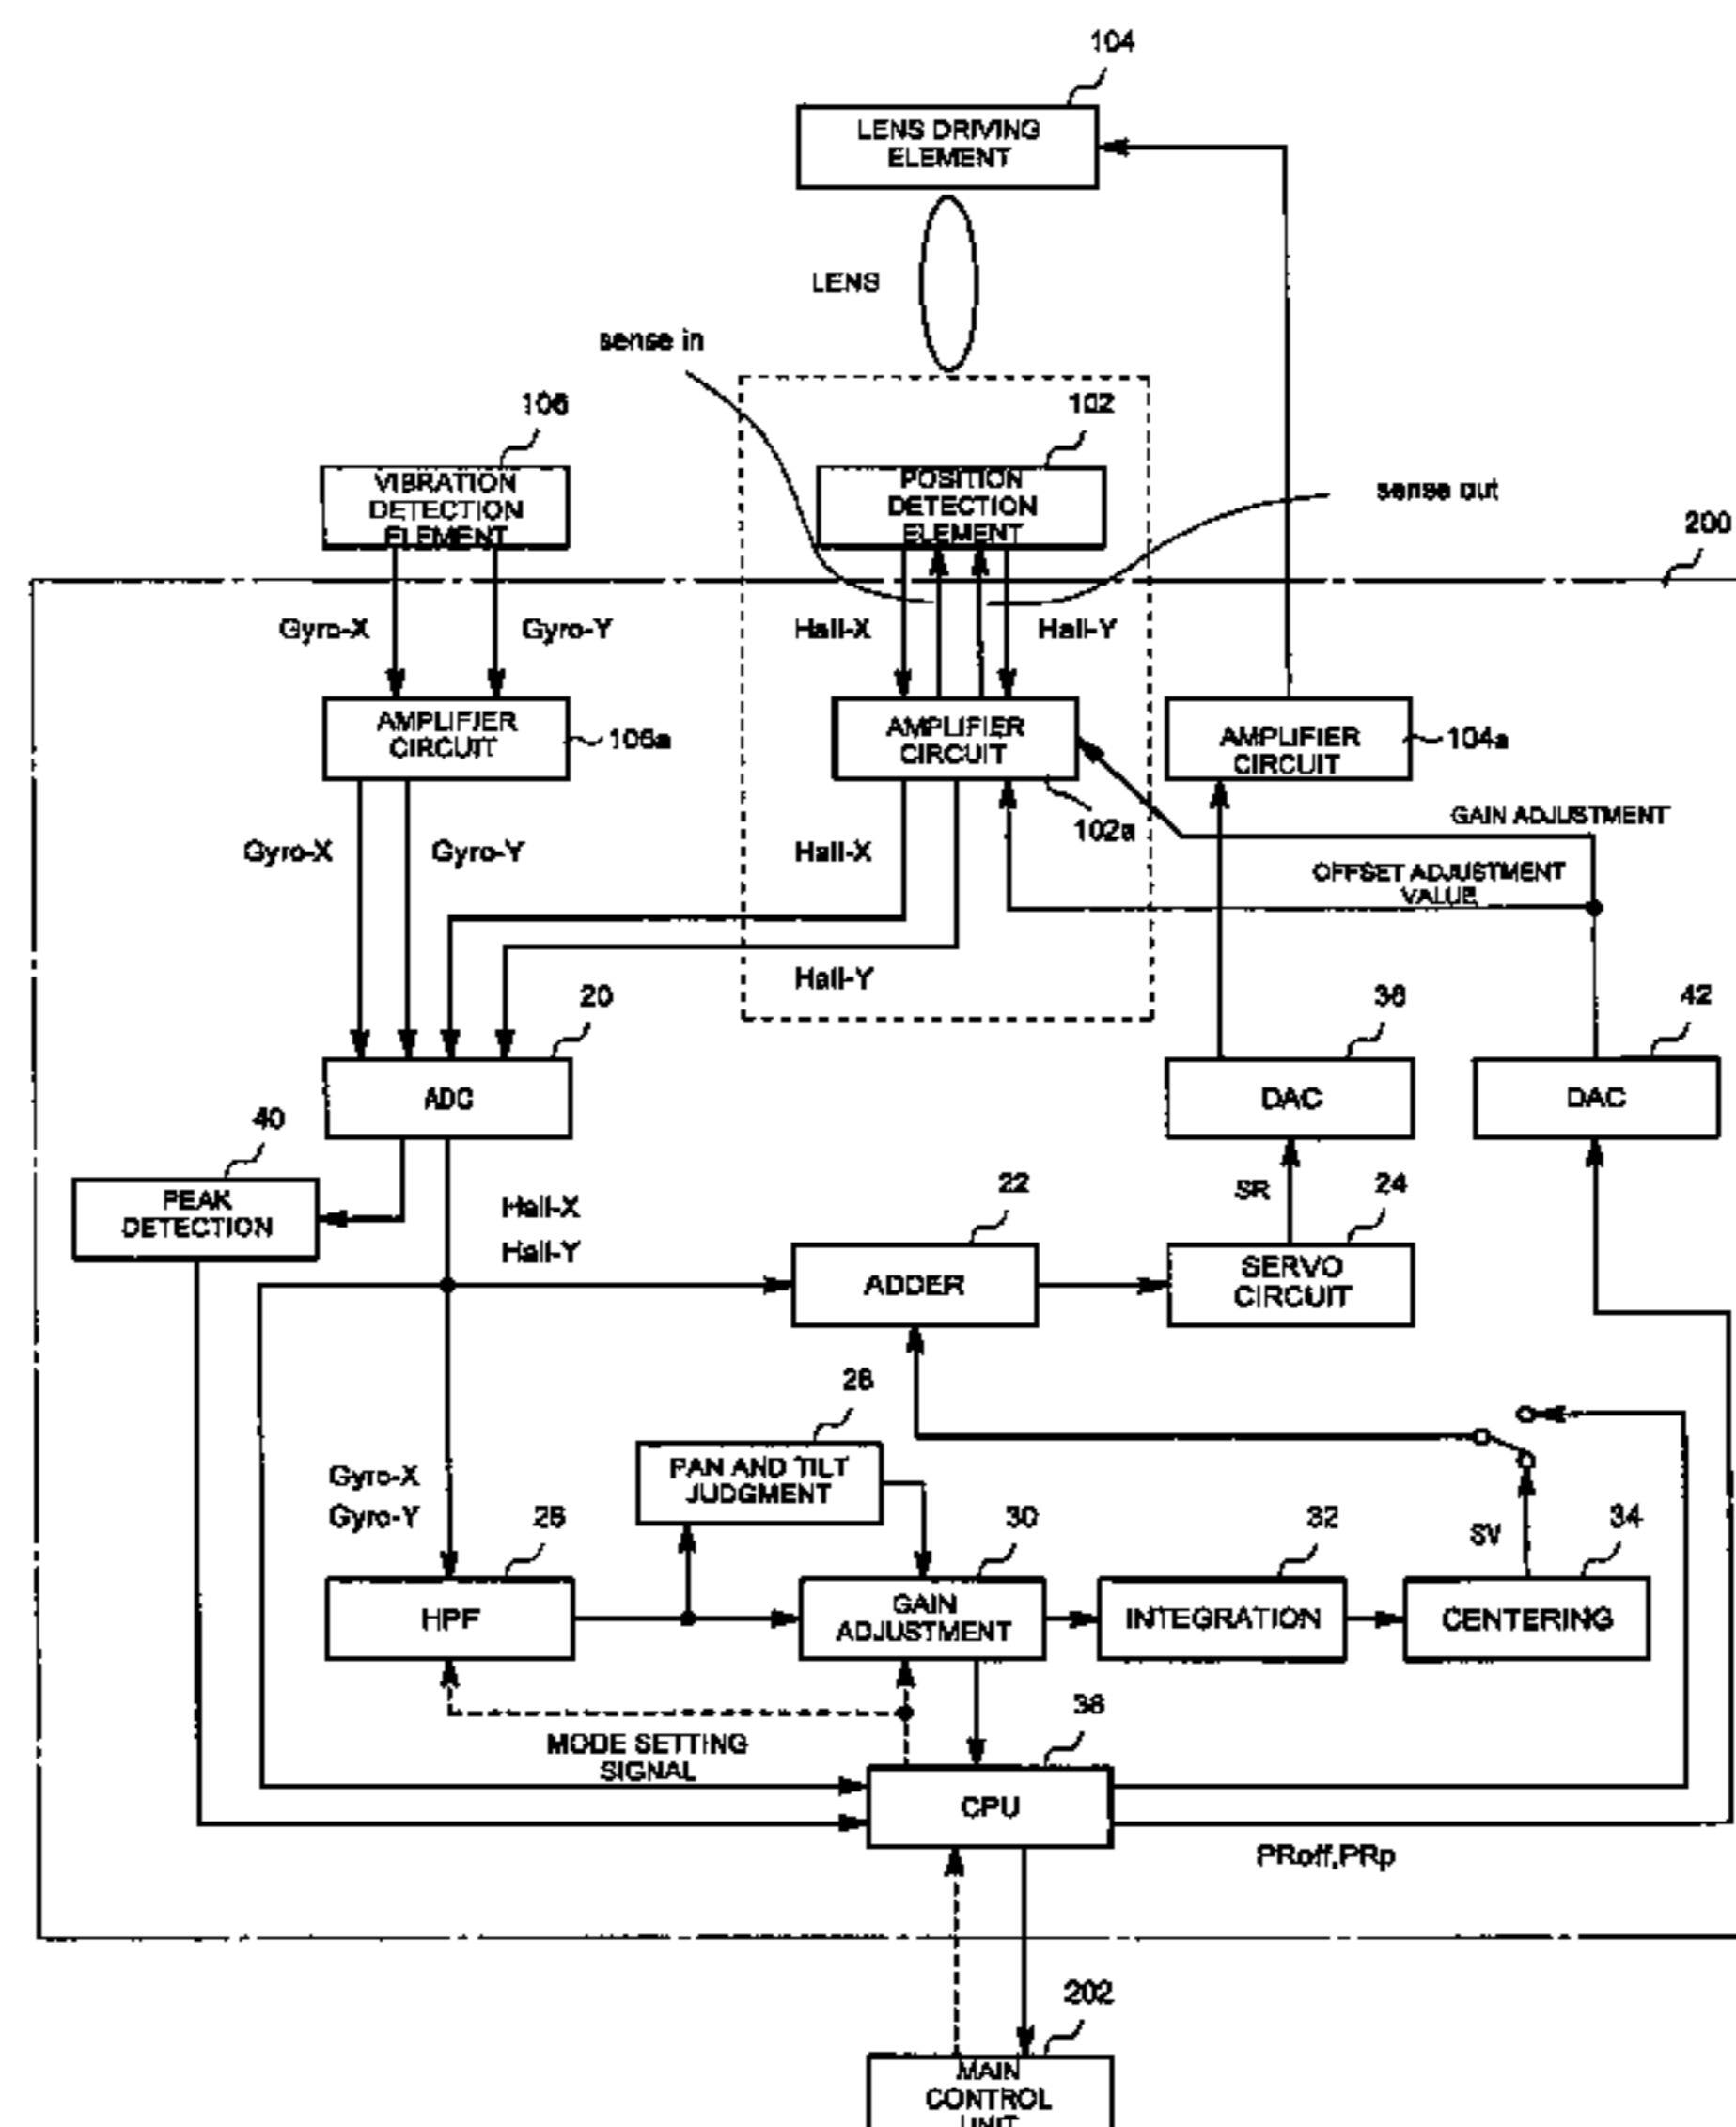 104
LENS DRIVING
ELEMENT
LENS
sense in
106
102
VIBRATION
DETECTION
ELEMENT
POSITION
DETECTION
ELEMENT
sense out
200
Gyro-X
Gyro-Y
Hall-X
Hall-Y
AMPLIFIER
CIRCUIT
106a
AMPLIFIER
CIRCUIT
102a
AMPLIFIER
CIRCUIT
104a
GAIN ADJUSTMENT
Gyro-X
Gyro-Y
Hall-X
OFFSET ADJUSTMENT
VALUE
Hall-Y
20
36
42
ADC
DAC
DAC
40
PEAK
DETECTION
Hall-X
Hall-Y
22
SR
24
ADDER
SERVO
CIRCUIT
28
PAN AND TILT
JUDGMENT
Gyro-X
Gyro-Y
26
30
32
SV
34
HPF
GAIN
ADJUSTMENT
INTEGRATION
CENTERING
MODE SETTING
SIGNAL
38
CPU
PRoff,PRp
202
MAIN
CONTROL
UNIT